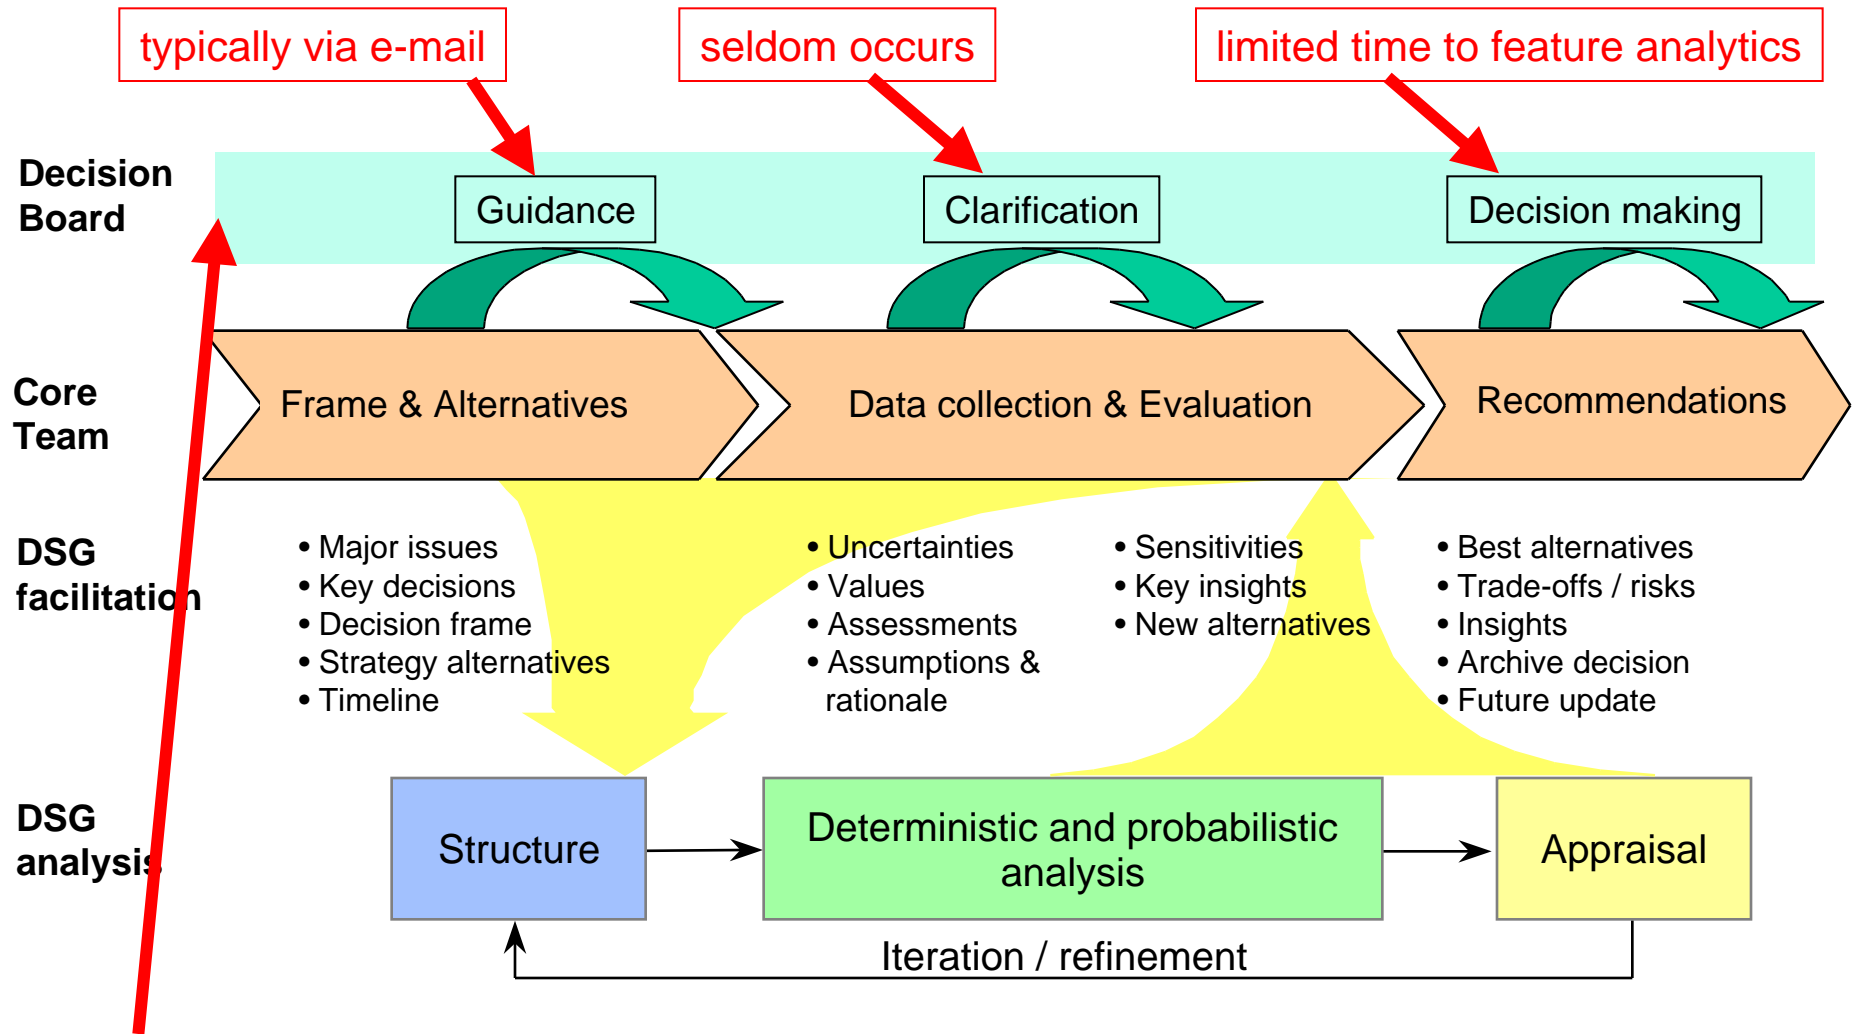 typically via e-mail
seldom occurs
limited time to feature analytics
Decision
Board
Guidance
Clarification
Decision making
Core
Team
Frame & Alternatives
Data collection & Evaluation
Recommendations
DSG
facilitation
• Major issues
• Key decisions
• Decision frame
• Strategy alternatives
• Timeline
• Uncertainties
• Values
• Assessments
• Assumptions &
rationale
• Sensitivities
• Key insights
• New alternatives
• Best alternatives
• Trade-offs / risks
• Insights
• Archive decision
• Future update
DSG
analysis
Structure
Deterministic and probabilistic
analysis
Appraisal
Iteration / refinement